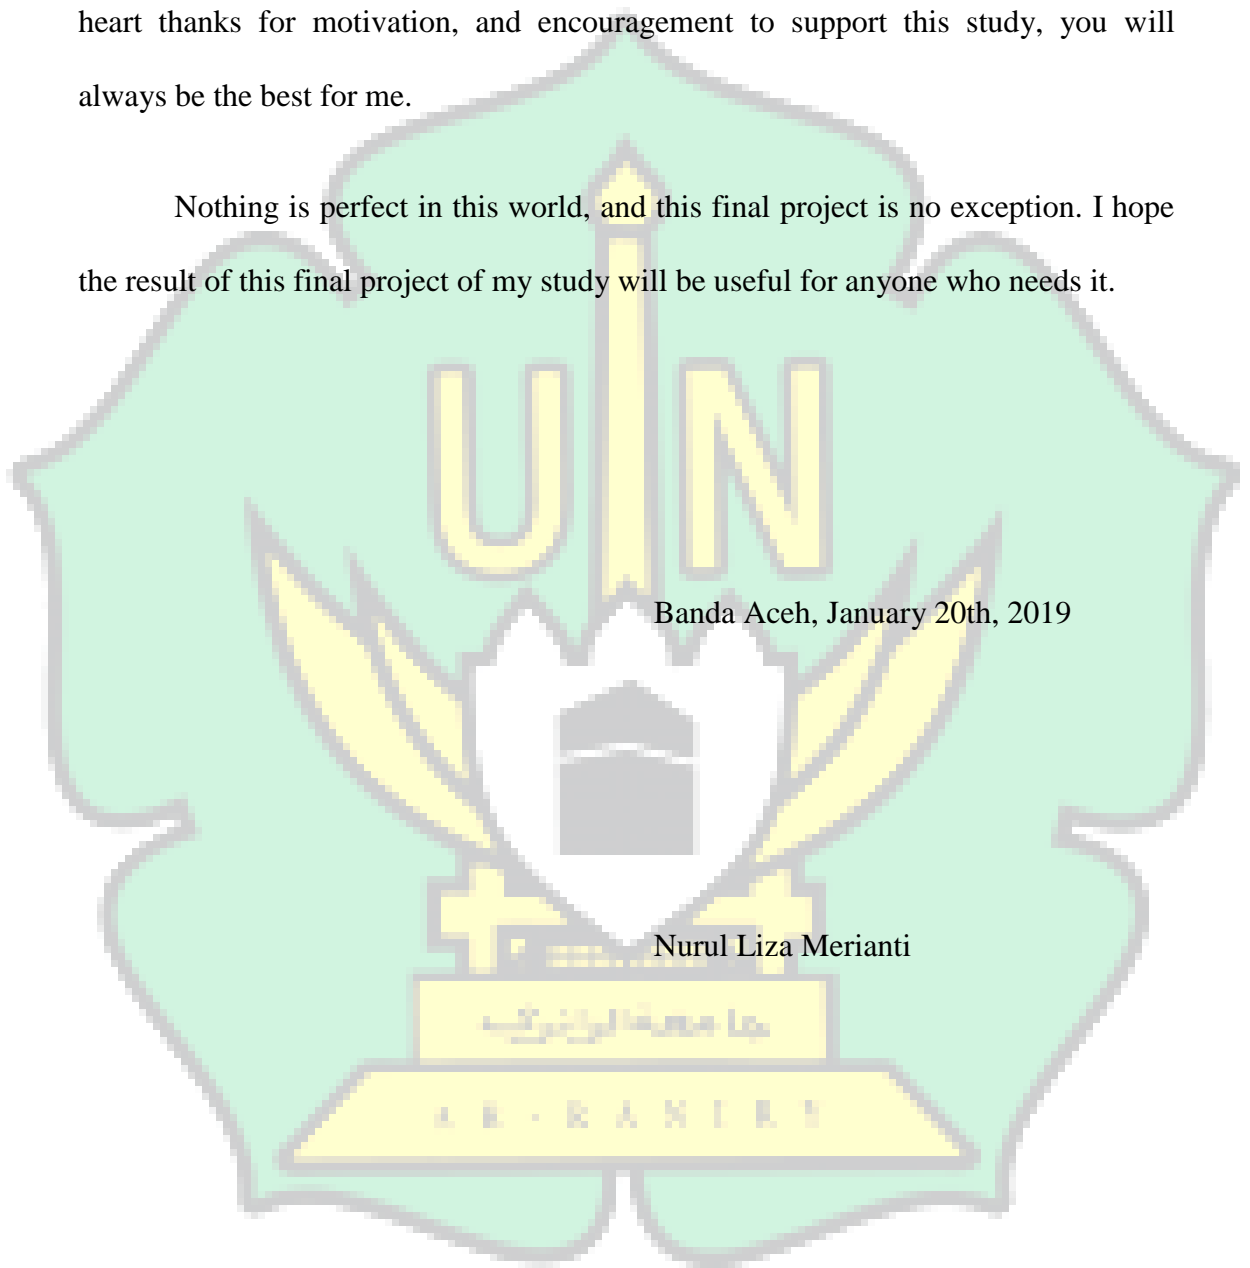 heart thanks for motivation, and encouragement to support this study, you will
always be the best for me.
Nothing is perfect in this world, and this final project is no exception. I hope
the result of this final project of my study will be useful for anyone who needs it.
U N
Banda Aceh, January 20th, 2019
Nurul Liza Merianti
جامعة الرانري
A R - R A N I R Y